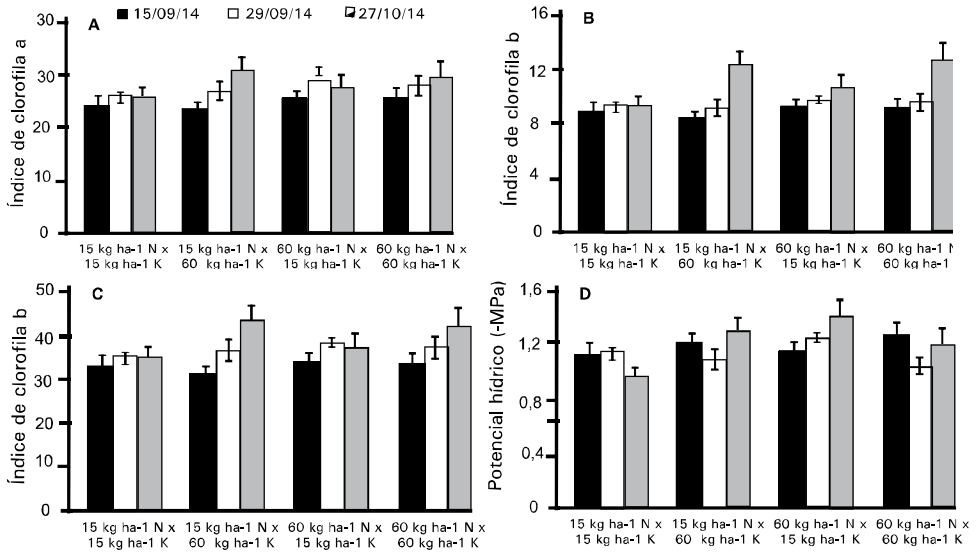 ■ 15/09/14 □ 29/09/14 27/10/14
A
Índice de clorofila a
30
30
20
10
0
15 kg ha-1 N x
15 kg ha-1 K
15 kg ha-1 N x
60 kg ha-1 K
60 kg ha-1 N x
15 kg ha-1 K
60 kg ha-1 N x
60 kg ha-1 K
B
Índice de clorofila b
16
12
8
4
0
15 kg ha-1 N x
15 kg ha-1 K
15 kg ha-1 N x
60 kg ha-1 K
60 kg ha-1 N x
15 kg ha-1 K
60 kg ha-1 N
60 kg ha-1
C
Índice de clorofila b
50
40
30
20
10
0
15 kg ha-1 N x
15 kg ha-1 K
15 kg ha-1 N x
60 kg ha-1 K
60 kg ha-1 N x
15 kg ha-1 K
60 kg ha-1 N x
60 kg ha-1 K
D
Potencial hídrico (-MPa)
1,6
1,2
0,8
0,4
0
15 kg ha-1 N x
15 kg ha-1 K
15 kg ha-1 N x
60 kg ha-1 K
60 kg ha-1 N x
15 kg ha-1 K
60 kg ha-1 N x
60 kg ha-1 K